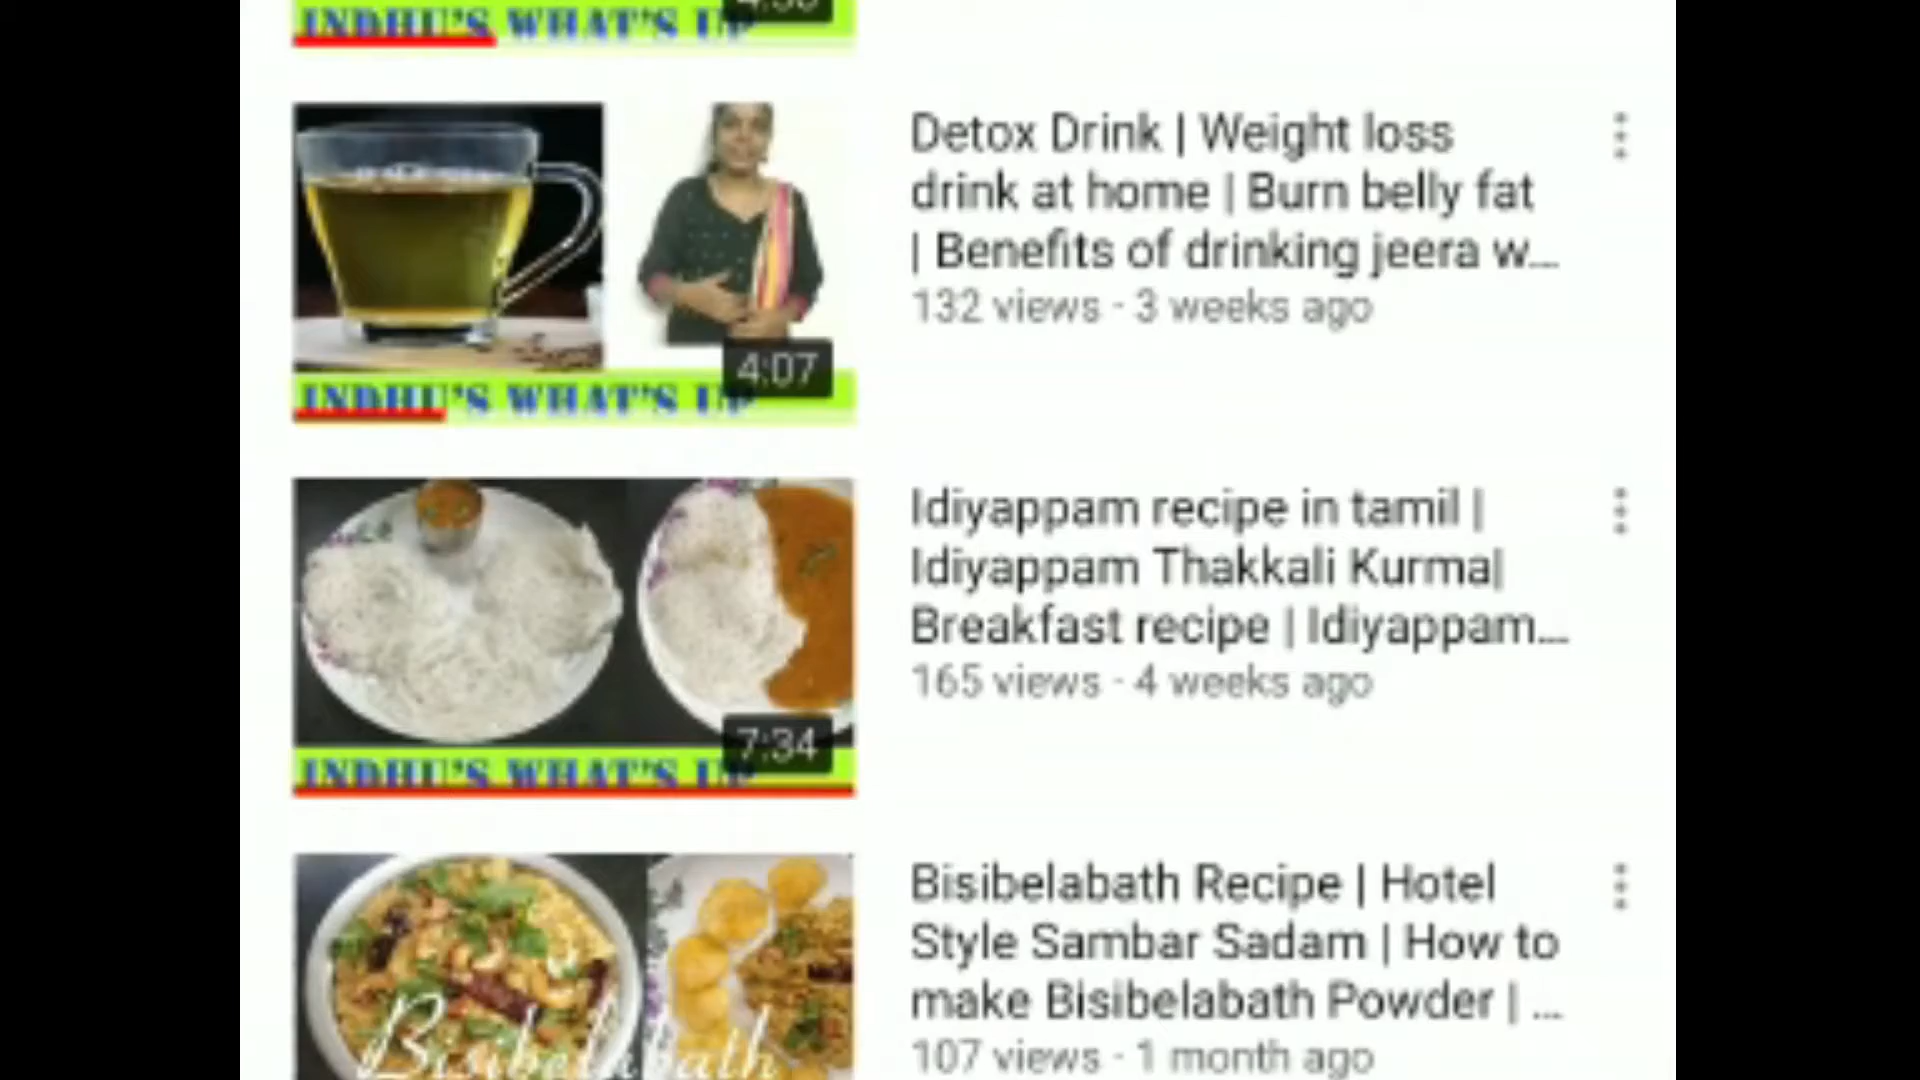 4:50
INDHU'S WHAT'S UP
Detox Drink | Weight loss
drink at home | Burn belly fat
| Benefits of drinking jeera w...
132 views · 3 weeks ago
4:07
INDHU'S WHAT'S UP
Idiyappam recipe in tamil |
Idiyappam Thakkali Kurma|
Breakfast recipe | Idiyappam...
165 views · 4 weeks ago
7:34
INDHU'S WHAT'S UP
Bisibelabath Recipe | Hotel
Style Sambar Sadam | How to
make Bisibelabath Powder | ...
107 views · 1 month ago
Bisibelabath